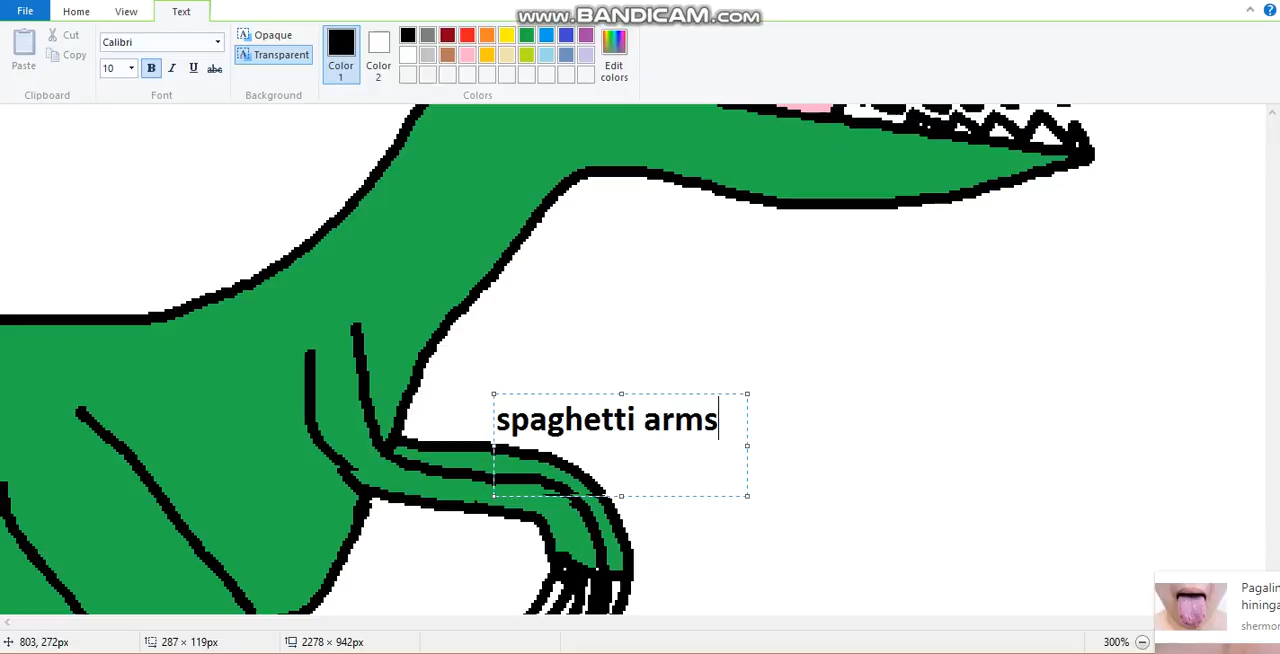 www.BANDICAM.com
File Home View Text
Paste
Cut
Copy
Clipboard
Calibri
10 B I U abc
Font
Opaque
Transparent
Background
Color 1
Color 2
Edit colors
Colors
spaghetti arms
Pagalin
hininga
shermor
803, 272px 287 × 119px 2278 × 942px 300%